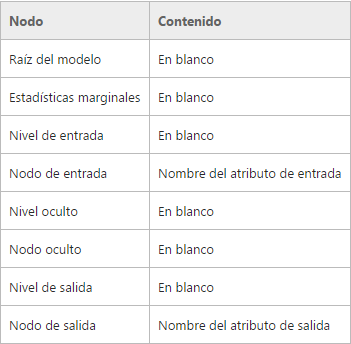 Nodo Contenido
Raíz del modelo En blanco
Estadísticas marginales En blanco
Nivel de entrada En blanco
Nodo de entrada Nombre del atributo de entrada
Nivel oculto En blanco
Nodo oculto En blanco
Nivel de salida En blanco
Nodo de salida Nombre del atributo de salida